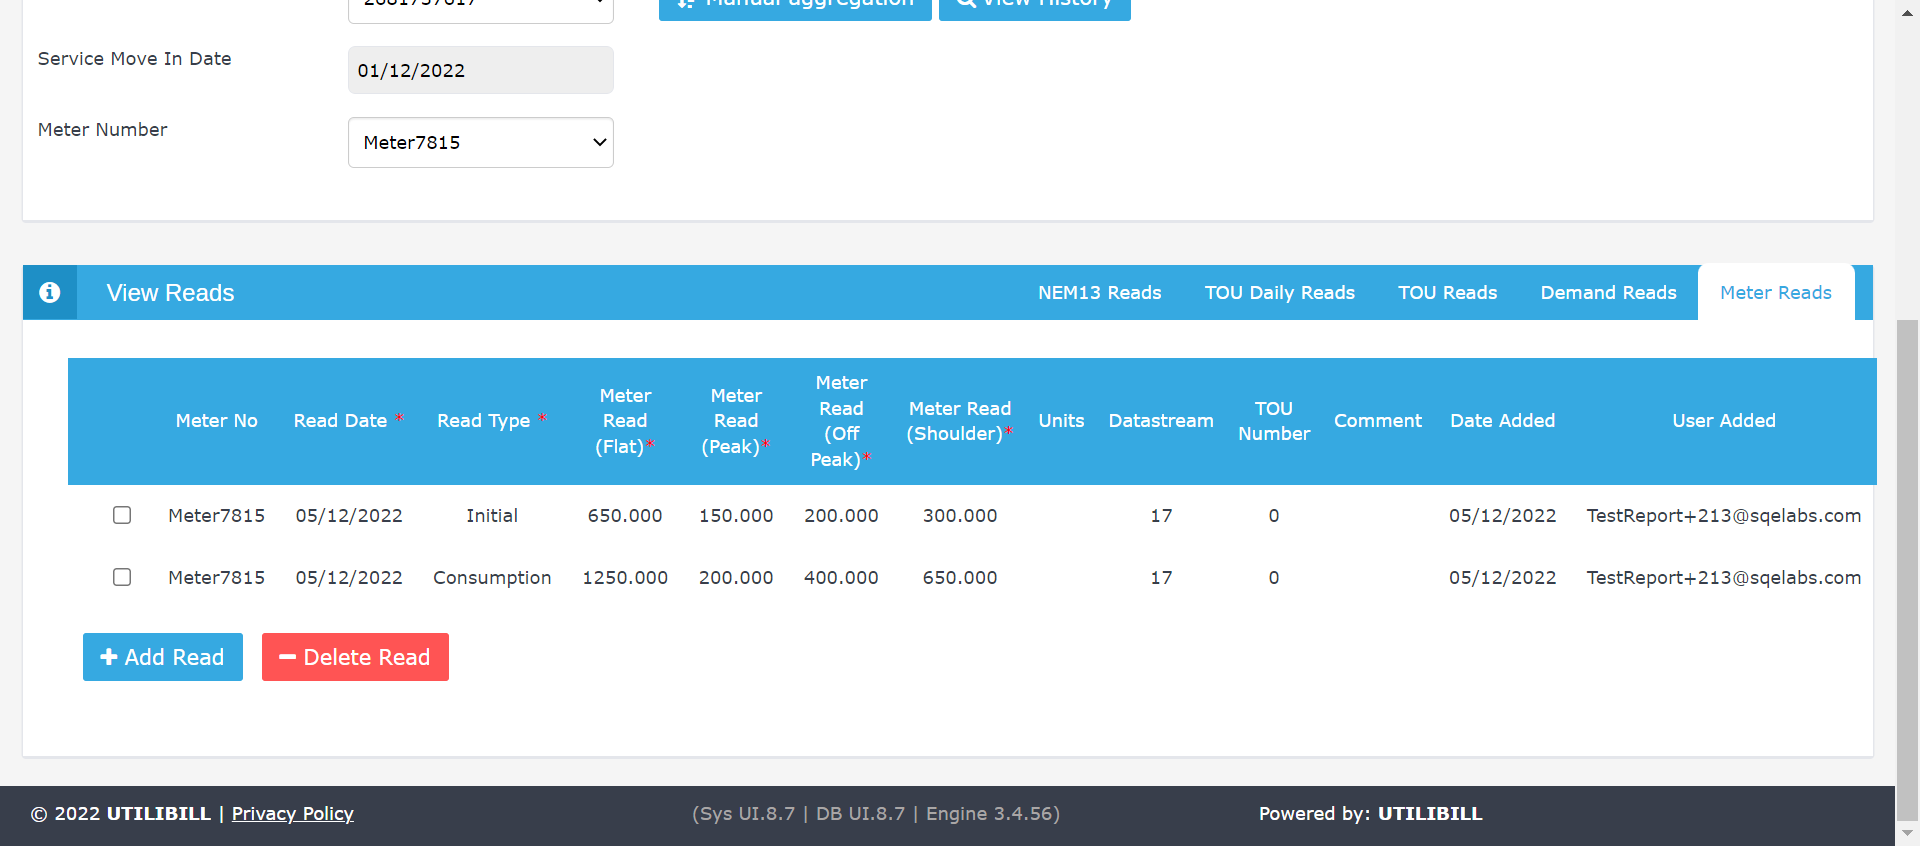 2681757617 Manual aggregation View History
Service Move In Date 01/12/2022
Meter Number Meter7815
View Reads NEM13 Reads TOU Daily Reads TOU Reads Demand Reads Meter Reads
Meter No Read Date * Read Type * Meter Read (Flat)* Meter Read (Peak)* Meter Read (Off Peak)* Meter Read (Shoulder)* Units Datastream TOU Number Comment Date Added User Added
Meter7815 05/12/2022 Initial 650.000 150.000 200.000 300.000 17 0 05/12/2022 TestReport+213@sqelabs.com
Meter7815 05/12/2022 Consumption 1250.000 200.000 400.000 650.000 17 0 05/12/2022 TestReport+213@sqelabs.com
Add Read Delete Read
© 2022 UTILIBILL | Privacy Policy (Sys UI.8.7 | DB UI.8.7 | Engine 3.4.56) Powered by: UTILIBILL